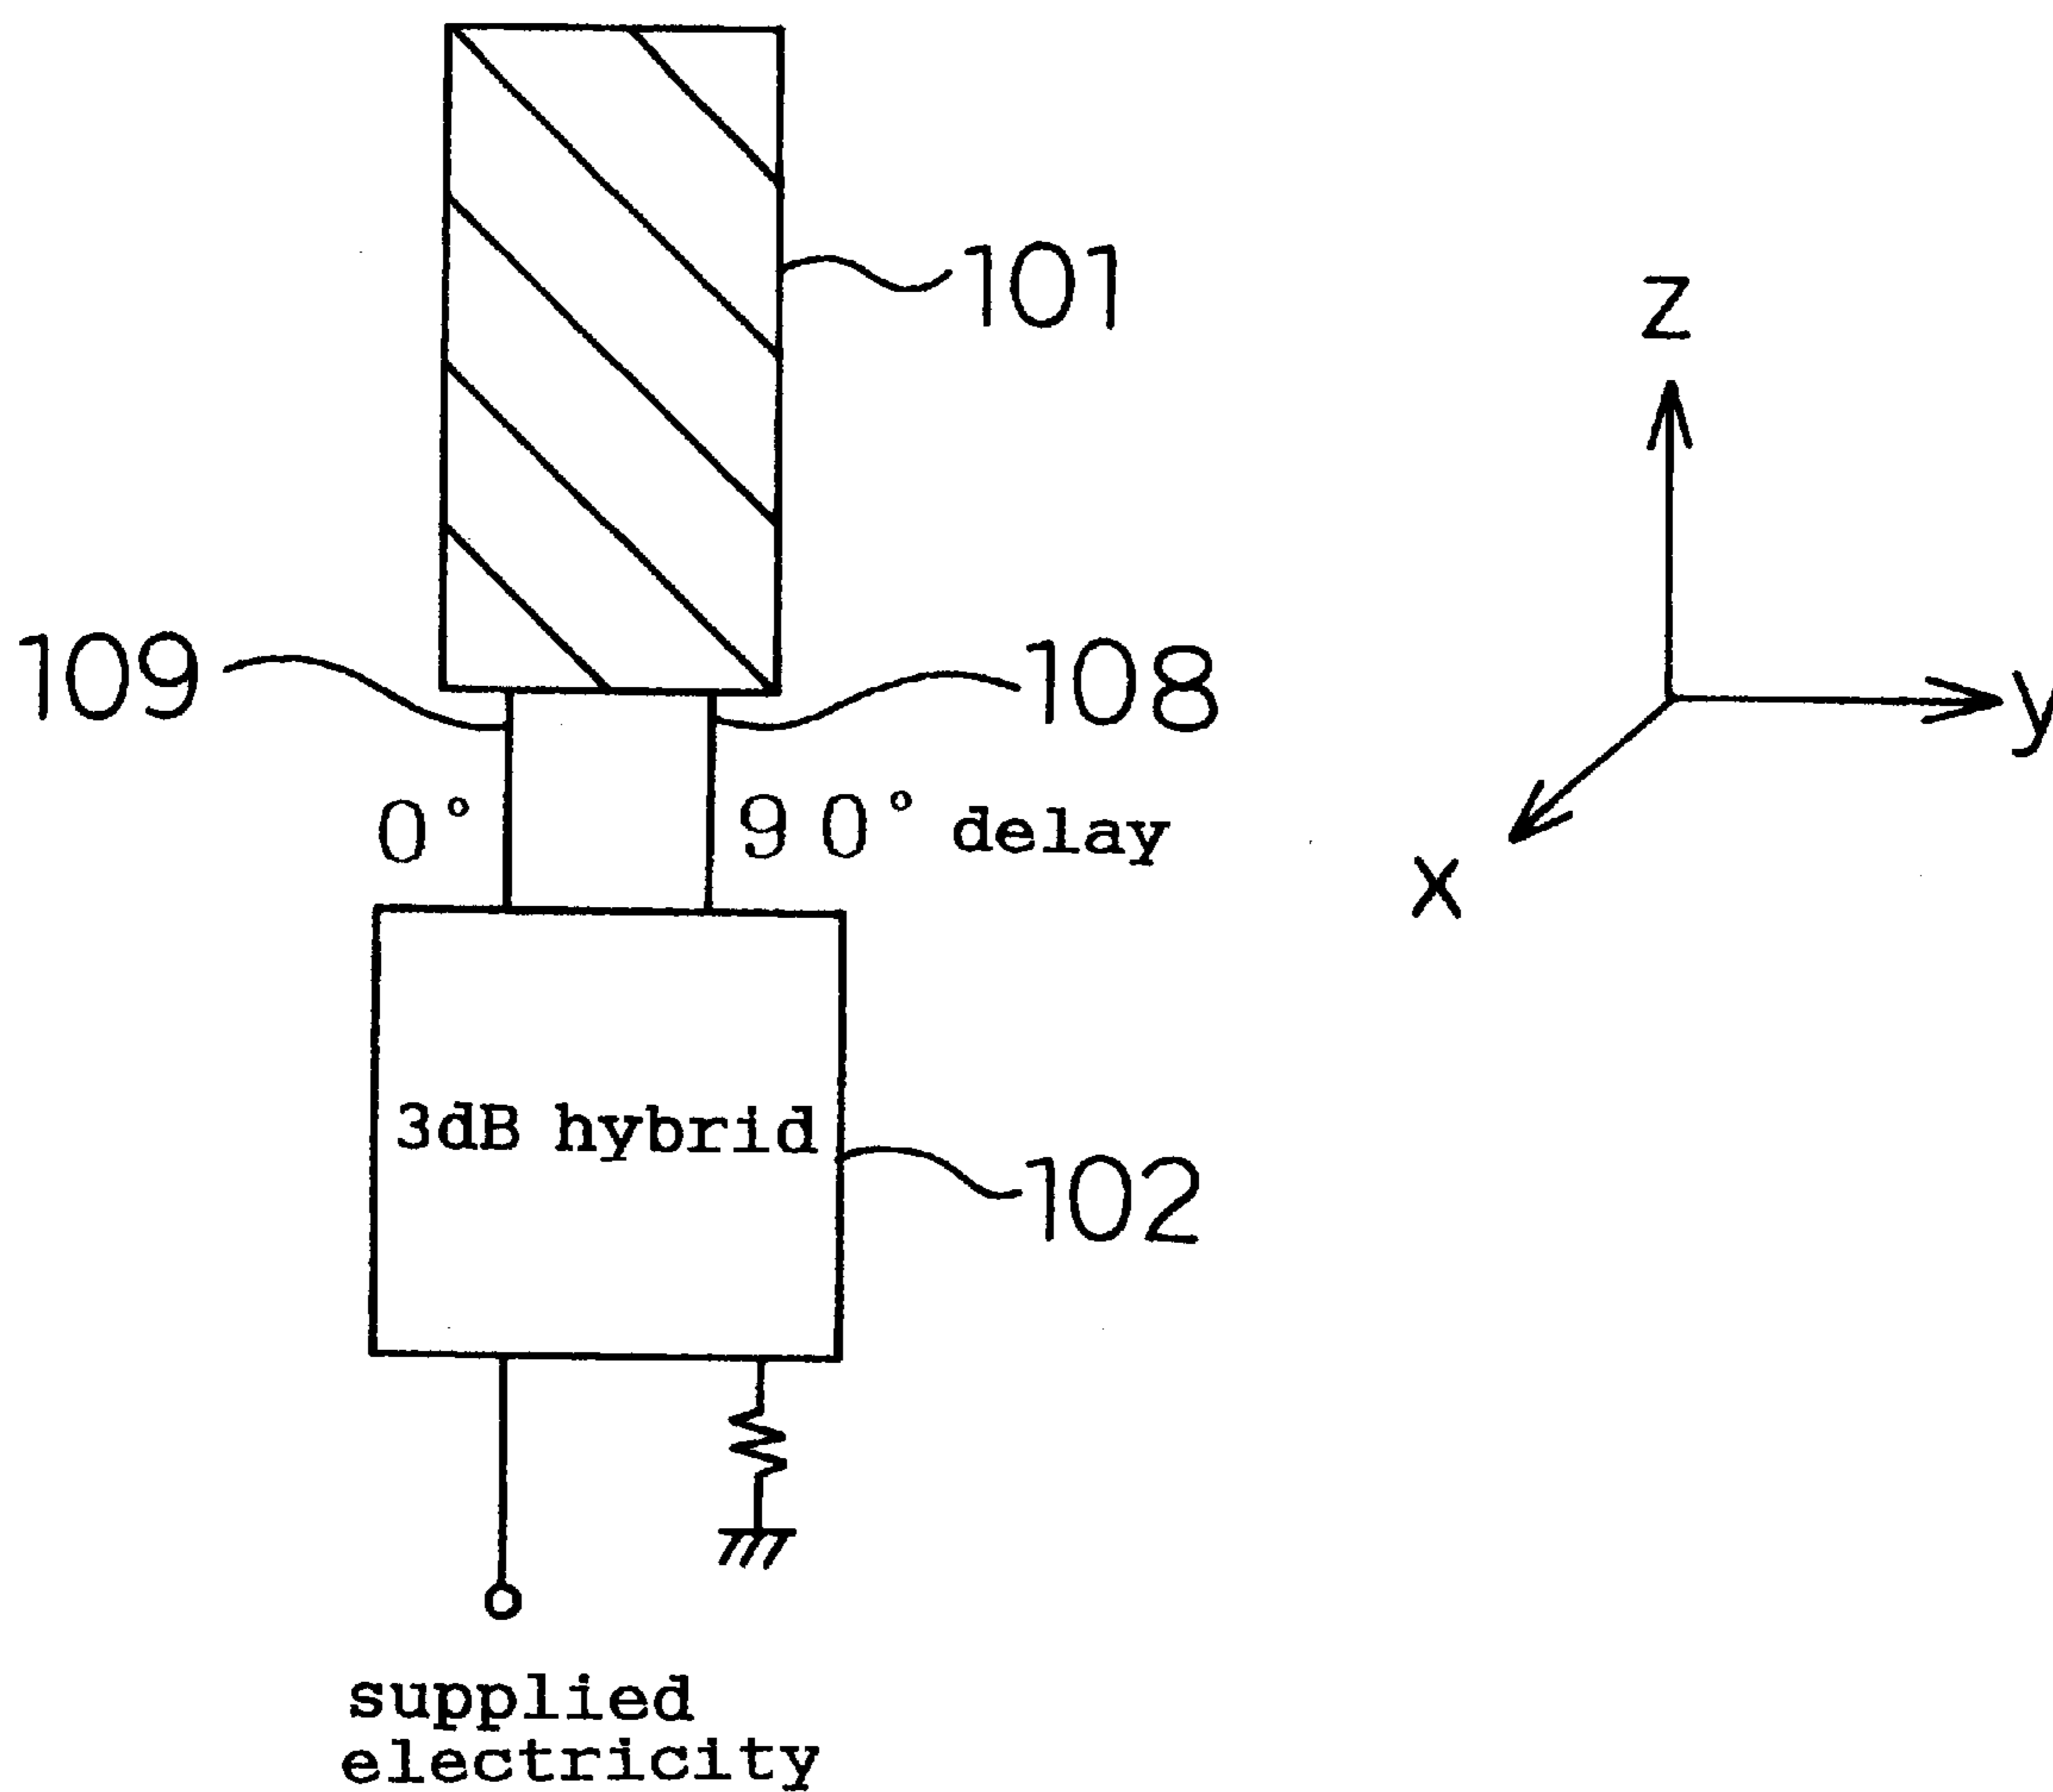 101
z
109
108
y
0°
90° delay
x
3dB hybrid
102
supplied
electricity